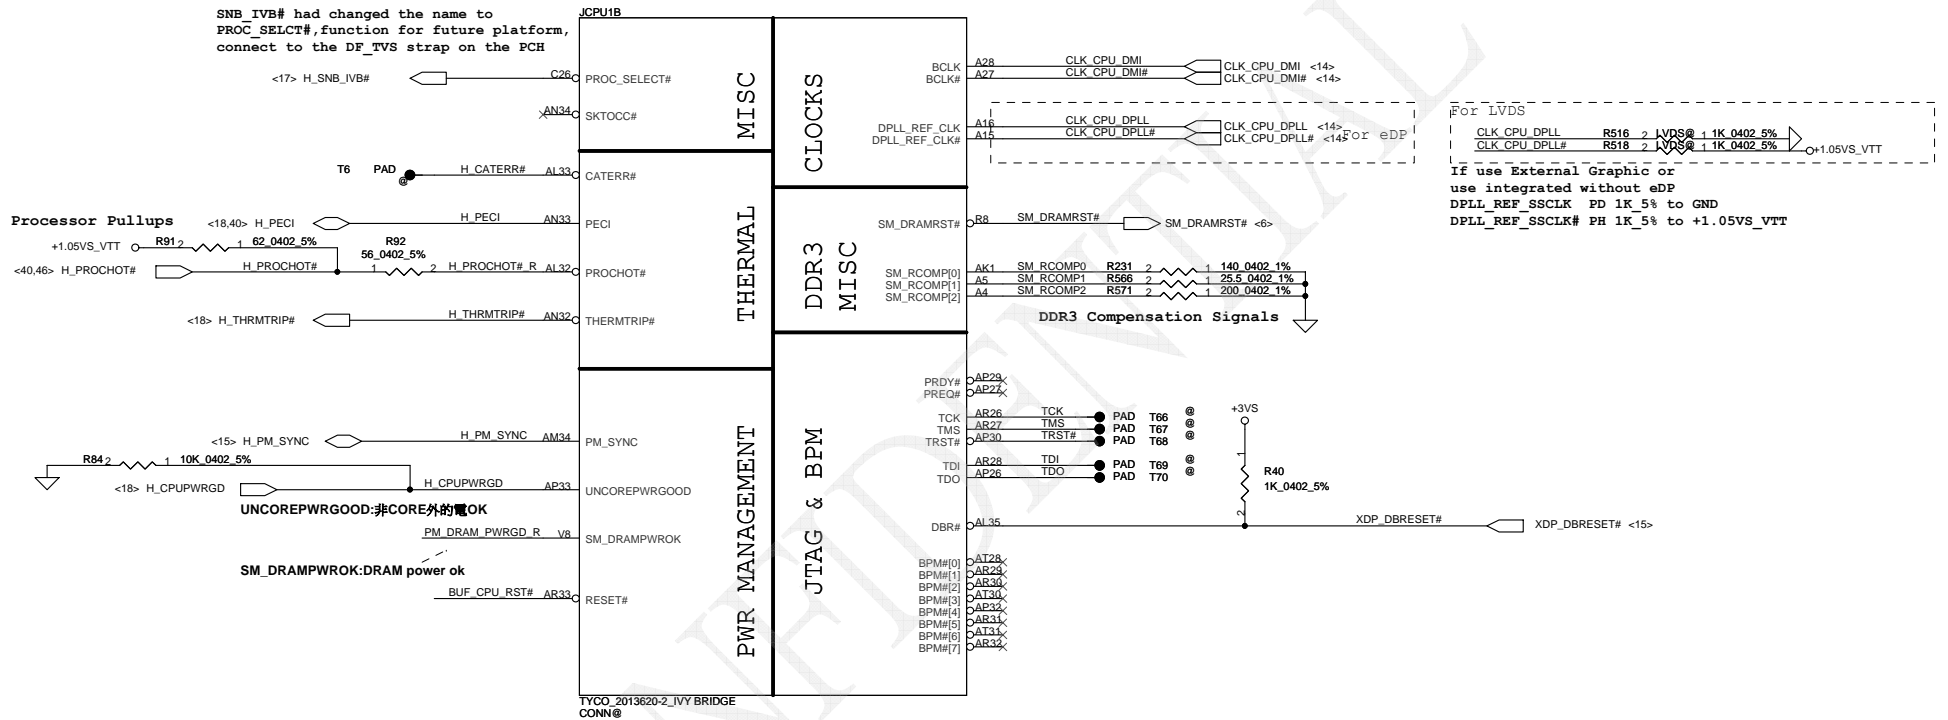 SNB_IVB# had changed the name to
PROC_SELCT#,function for future platform,
connect to the DF_TVS strap on the PCH
JCPU1B
<17> H_SNB_IVB#
C26
PROC_SELECT#
AN34
SKTOCC#
MISC
T6 PAD
@
H_CATERR#
AL33
CATERR#
Processor Pullups
<18,40> H_PECI
H_PECI
AN33
PECI
+1.05VS_VTT
R91 2 1 62_0402_5%
R92
56_0402_5%
<40,46> H_PROCHOT#
H_PROCHOT#
1 2
H_PROCHOT#_R
AL32
PROCHOT#
<18> H_THRMTRIP#
H_THRMTRIP#
AN32
THERMTRIP#
THERMAL
<15> H_PM_SYNC
H_PM_SYNC
AM34
PM_SYNC
R84 2 1 10K_0402_5%
<18> H_CPUPWRGD
H_CPUPWRGD
AP33
UNCOREPWRGOOD
UNCOREPWRGOOD:非CORE外的電OK
PM_DRAM_PWRGD_R
V8
SM_DRAMPWROK
SM_DRAMPWROK:DRAM power ok
BUF_CPU_RST#
AR33
RESET#
PWR MANAGEMENT
TYCO_2013620-2_IVY BRIDGE
CONN@
CLOCKS
BCLK A28 CLK_CPU_DMI CLK_CPU_DMI <14>
BCLK# A27 CLK_CPU_DMI# CLK_CPU_DMI# <14>
DPLL_REF_CLK A16 CLK_CPU_DPLL CLK_CPU_DPLL <14>
DPLL_REF_CLK# A15 CLK_CPU_DPLL# CLK_CPU_DPLL# <14>
For eDP
For LVDS
CLK_CPU_DPLL R516 2 LVDS@ 1 1K_0402_5%
CLK_CPU_DPLL# R518 2 LVDS@ 1 1K_0402_5%
+1.05VS_VTT
If use External Graphic or
use integrated without eDP
DPLL_REF_SSCLK PD 1K_5% to GND
DPLL_REF_SSCLK# PH 1K_5% to +1.05VS_VTT
DDR3
MISC
SM_DRAMRST# R8 SM_DRAMRST# SM_DRAMRST# <6>
SM_RCOMP[0] AK1 SM_RCOMP0 R231 2 1 140_0402_1%
SM_RCOMP[1] A5 SM_RCOMP1 R566 2 1 25.5_0402_1%
SM_RCOMP[2] A4 SM_RCOMP2 R571 2 1 200_0402_1%
DDR3 Compensation Signals
JTAG & BPM
PRDY# AP29
PREQ# AP27
TCK AR26 TCK PAD T66 @
TMS AR27 TMS PAD T67 @
TRST# AP30 TRST# PAD T68 @
TDI AR28 TDI PAD T69 @
TDO AP26 TDO PAD T70 @
+3VS
1
R40
1K_0402_5%
2
DBR# AL35 XDP_DBRESET# XDP_DBRESET# <15>
BPM#[0] AT28
BPM#[1] AR29
BPM#[2] AR30
BPM#[3] AT30
BPM#[4] AP32
BPM#[5] AR31
BPM#[6] AT31
BPM#[7] AR32